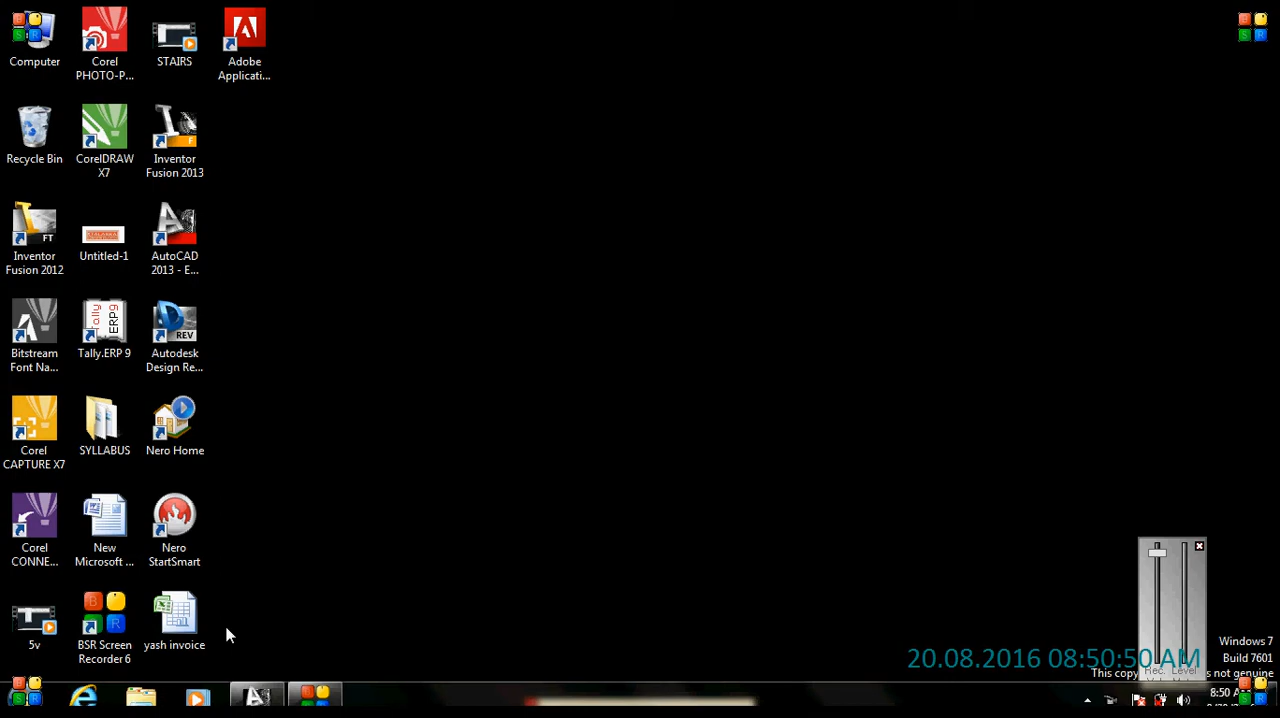 Computer
Corel
PHOTO-P...
STAIRS
Adobe
Applicati...
Recycle Bin
CorelDRAW
X7
Inventor
Fusion 2013
Inventor
Fusion 2012
Untitled-1
AutoCAD
2013 - E...
Bitstream
Font Na...
Tally.ERP 9
Autodesk
Design Re...
Corel
CAPTURE X7
SYLLABUS
Nero Home
Corel
CONNE...
New
Microsoft ...
Nero
StartSmart
5v
BSR Screen
Recorder 6
yash invoice
Windows 7
Build 7601
20.08.2016 08:50:50 AM
This copy s not genuine
Rec. Level
8:50 A